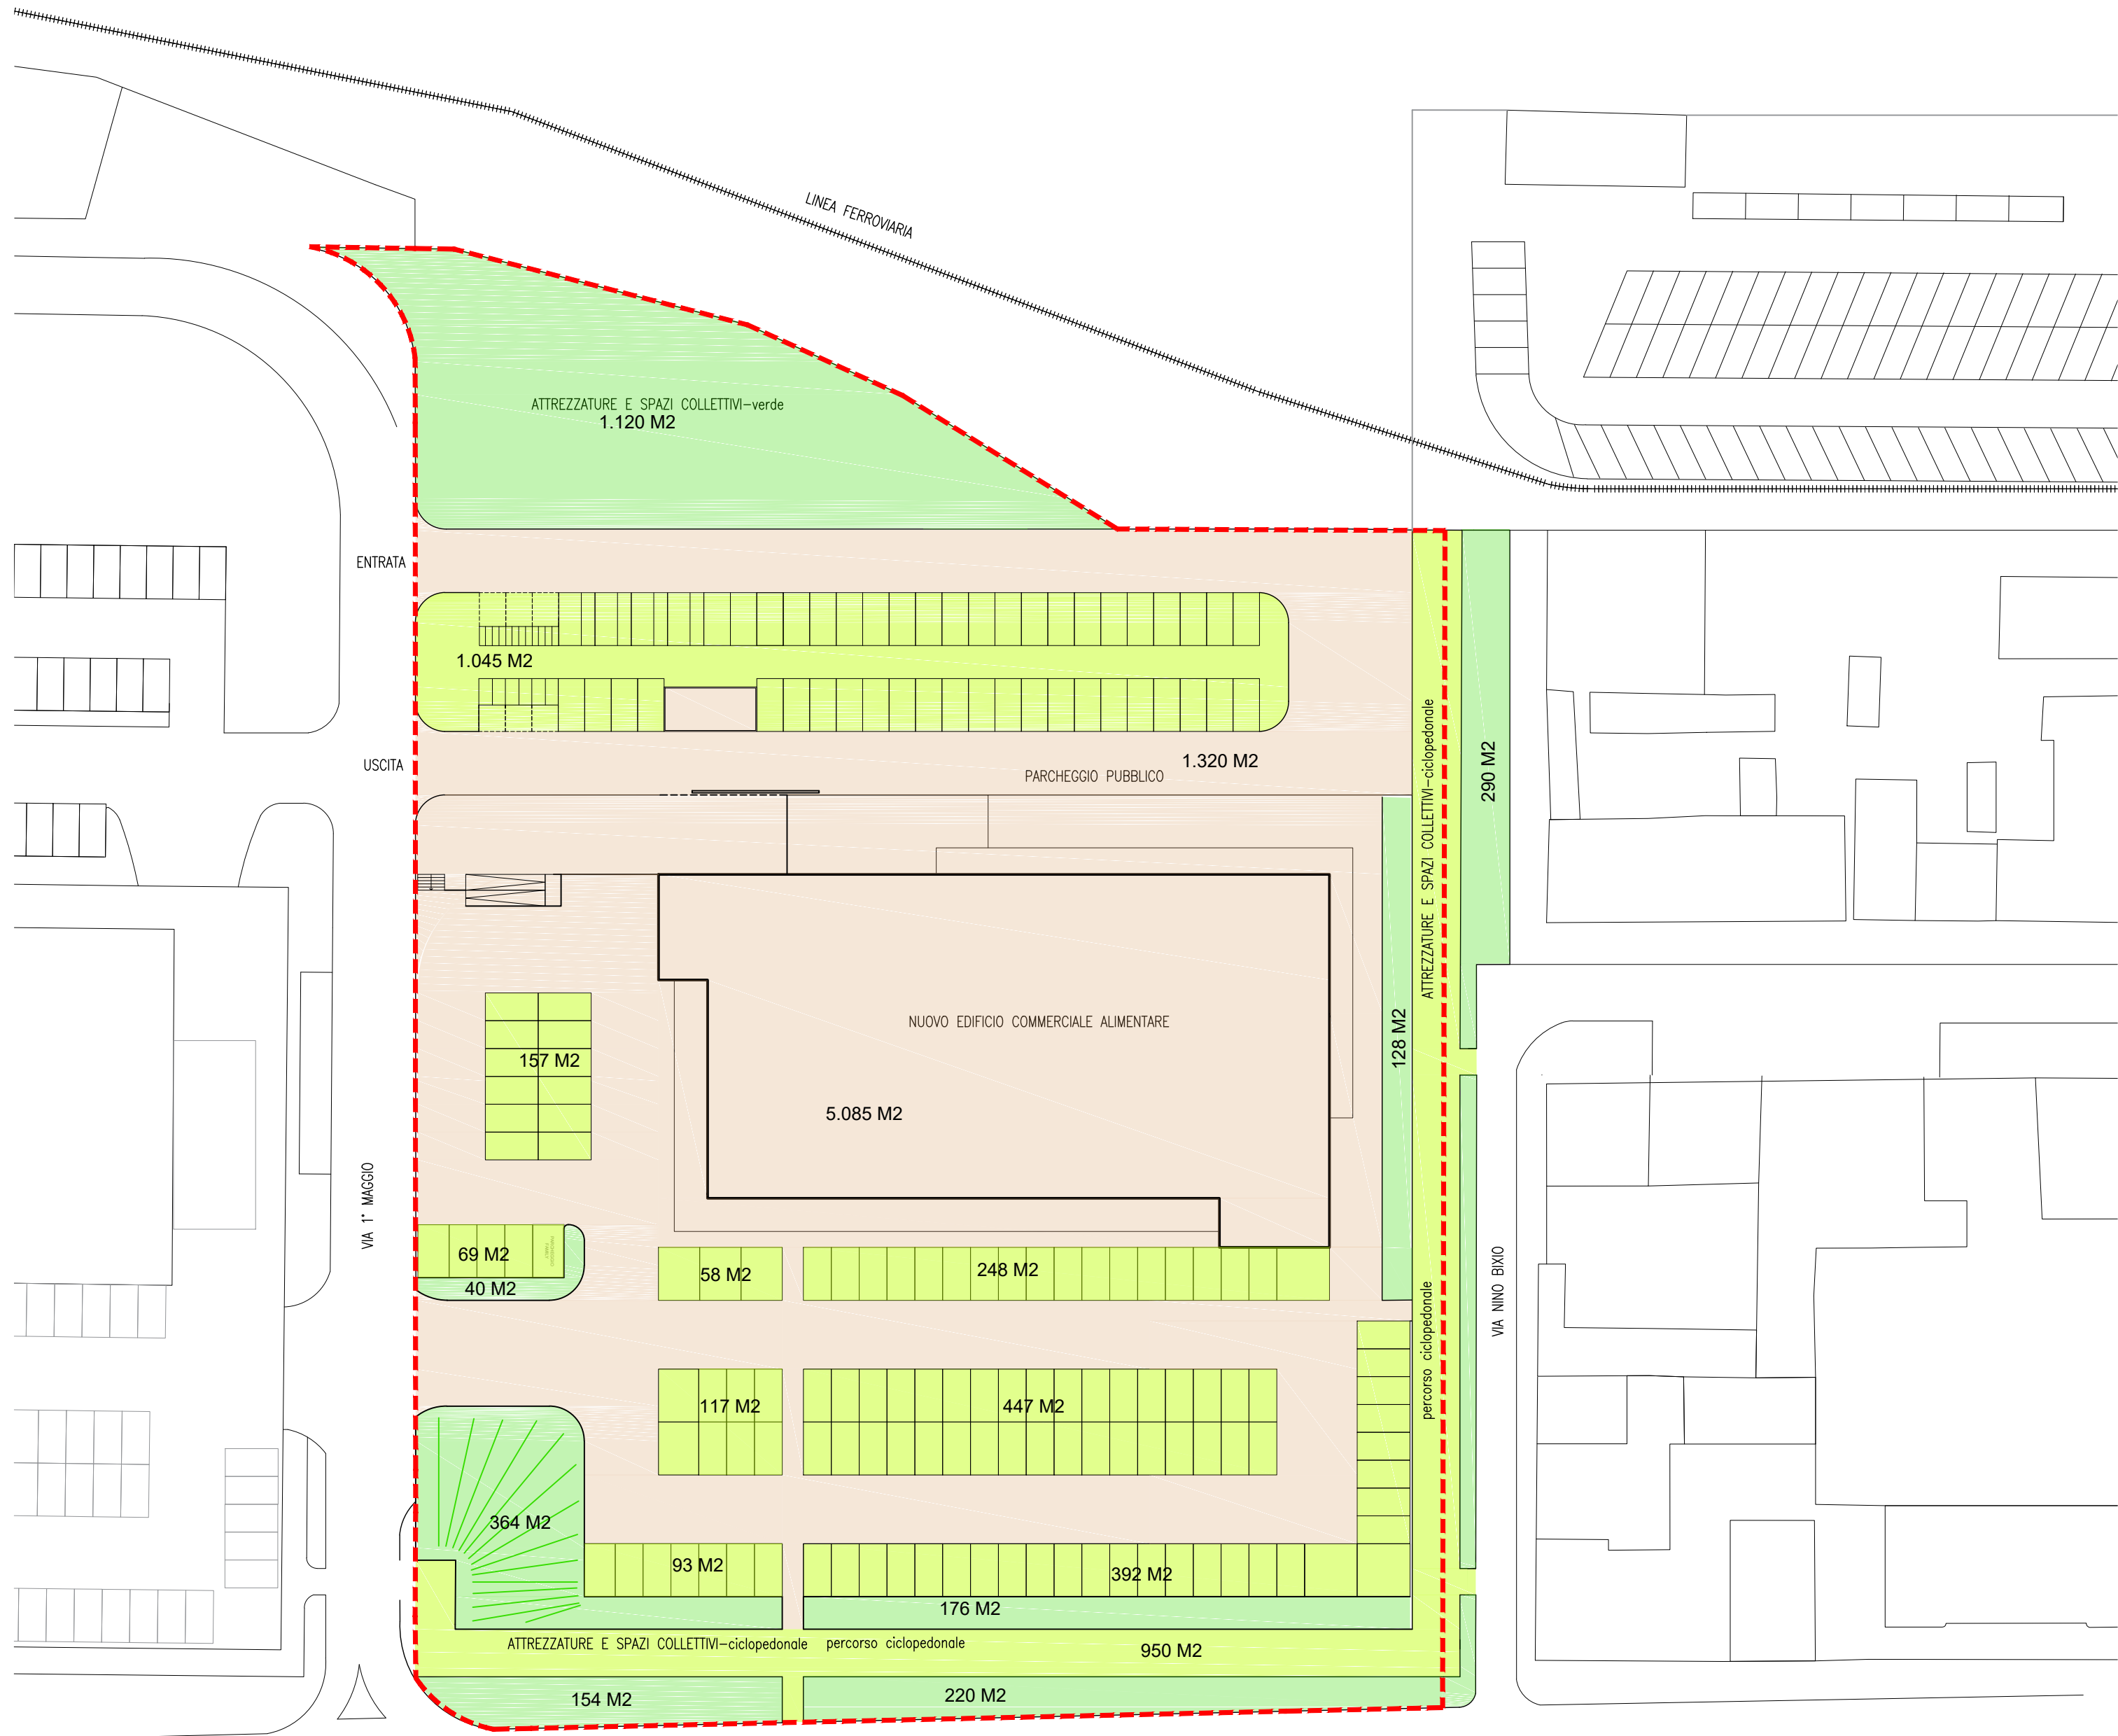 LINEA FERROVIARIA
ATTREZZATURE E SPAZI COLLETTIVI-verde
1.120 M2
ENTRATA
1.045 M2
USCITA
1.320 M2
PARCHEGGIO PUBBLICO
ATTREZZATURE E SPAZI COLLETTIVI-ciclopedonale
290 M2
NUOVO EDIFICIO COMMERCIALE ALIMENTARE
128 M2
157 M2
5.085 M2
VIA 1° MAGGIO
69 M2
40 M2
58 M2
248 M2
percorso ciclopedonale
VIA NINO BIXIO
117 M2
447 M2
364 M2
93 M2
392 M2
176 M2
ATTREZZATURE E SPAZI COLLETTIVI-ciclopedonale percorso ciclopedonale
950 M2
154 M2
220 M2